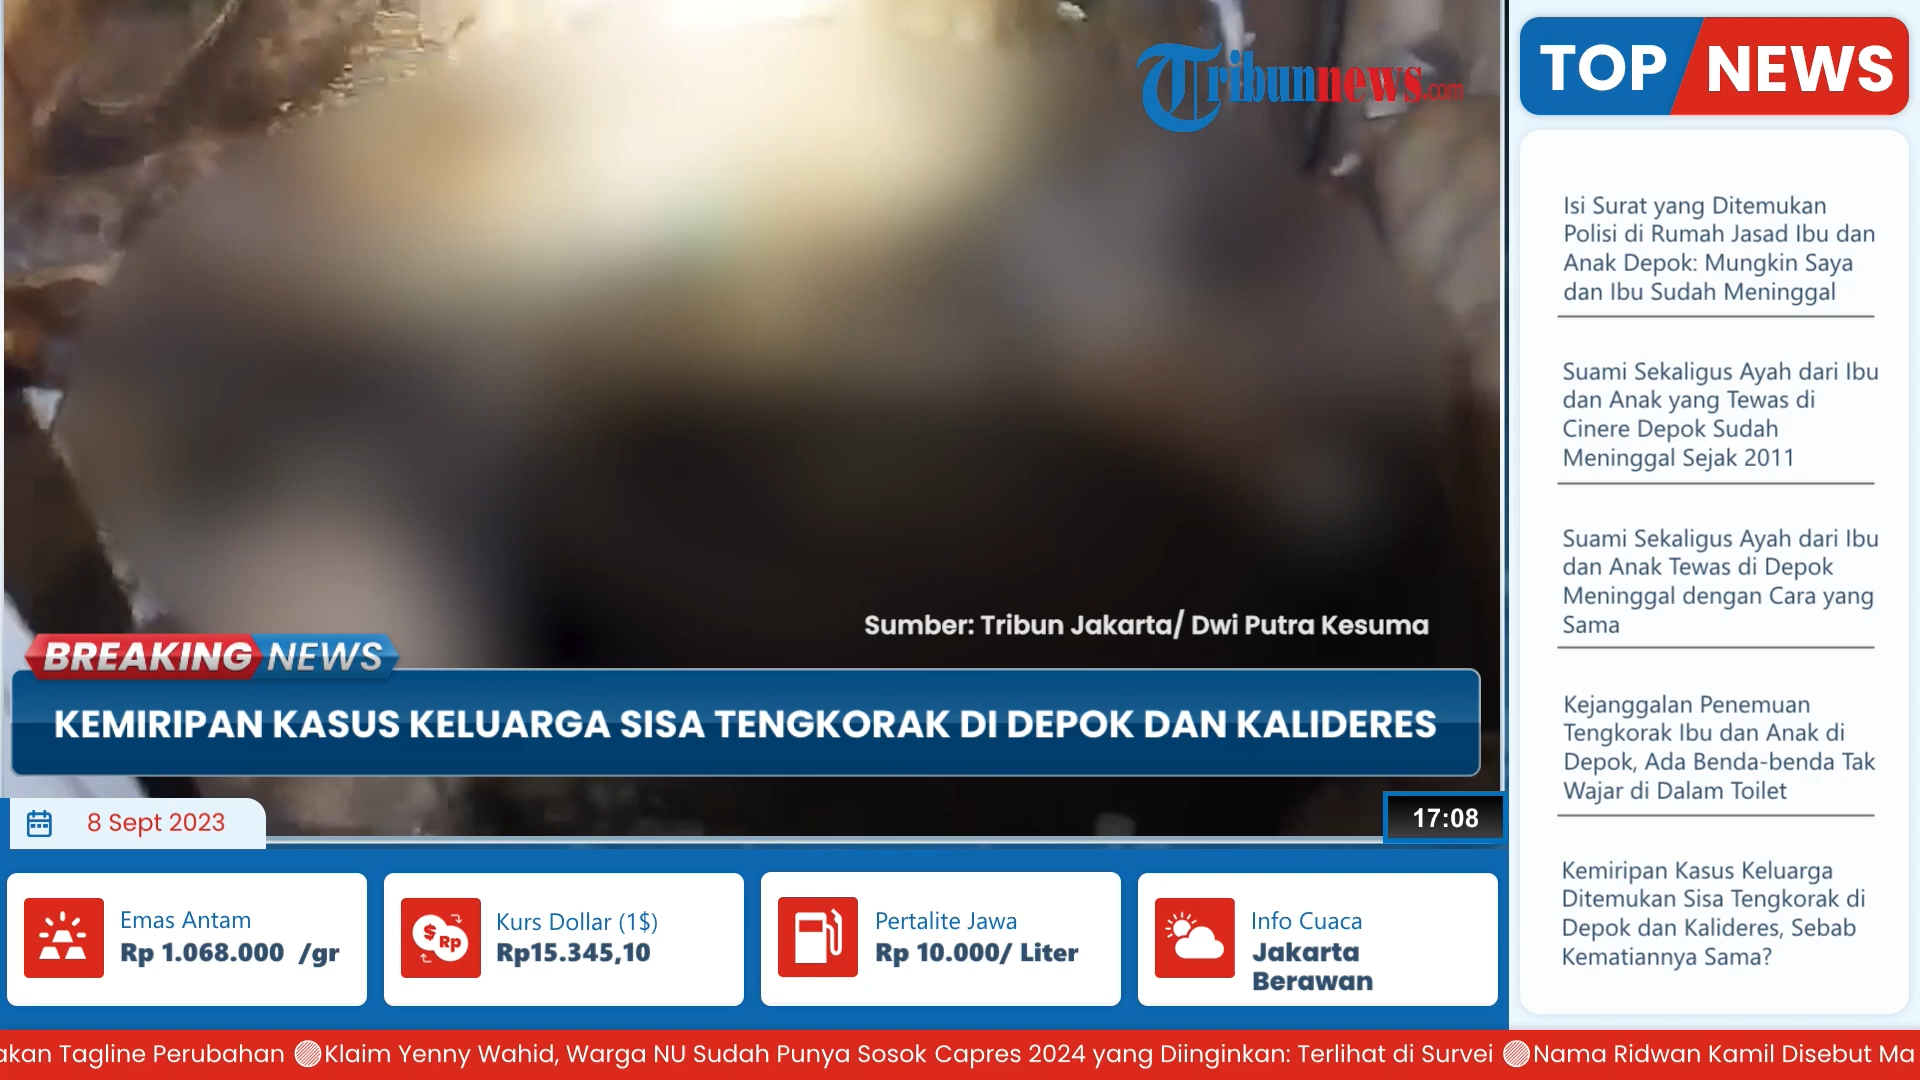 Tribunnews.com
TOP NEWS
Isi Surat yang Ditemukan
Polisi di Rumah Jasad Ibu dan
Anak Depok: Mungkin Saya
dan Ibu Sudah Meninggal
Suami Sekaligus Ayah dari Ibu
dan Anak yang Tewas di
Cinere Depok Sudah
Meninggal Sejak 2011
Suami Sekaligus Ayah dari Ibu
dan Anak Tewas di Depok
Meninggal dengan Cara yang
Sama
Kejanggalan Penemuan
Tengkorak Ibu dan Anak di
Depok, Ada Benda-benda Tak
Wajar di Dalam Toilet
Kemiripan Kasus Keluarga
Ditemukan Sisa Tengkorak di
Depok dan Kalideres, Sebab
Kematiannya Sama?
Sumber: Tribun Jakarta/ Dwi Putra Kesuma
BREAKING NEWS
KEMIRIPAN KASUS KELUARGA SISA TENGKORAK DI DEPOK DAN KALIDERES
8 Sept 2023
17:08
Emas Antam
Rp 1.068.000 /gr
Kurs Dollar (1$)
Rp15.345,10
Pertalite Jawa
Rp 10.000/ Liter
Info Cuaca
Jakarta
Berawan
$ Rp
akan Tagline Perubahan Klaim Yenny Wahid, Warga NU Sudah Punya Sosok Capres 2024 yang Diinginkan: Terlihat di Survei Nama Ridwan Kamil Disebut Ma